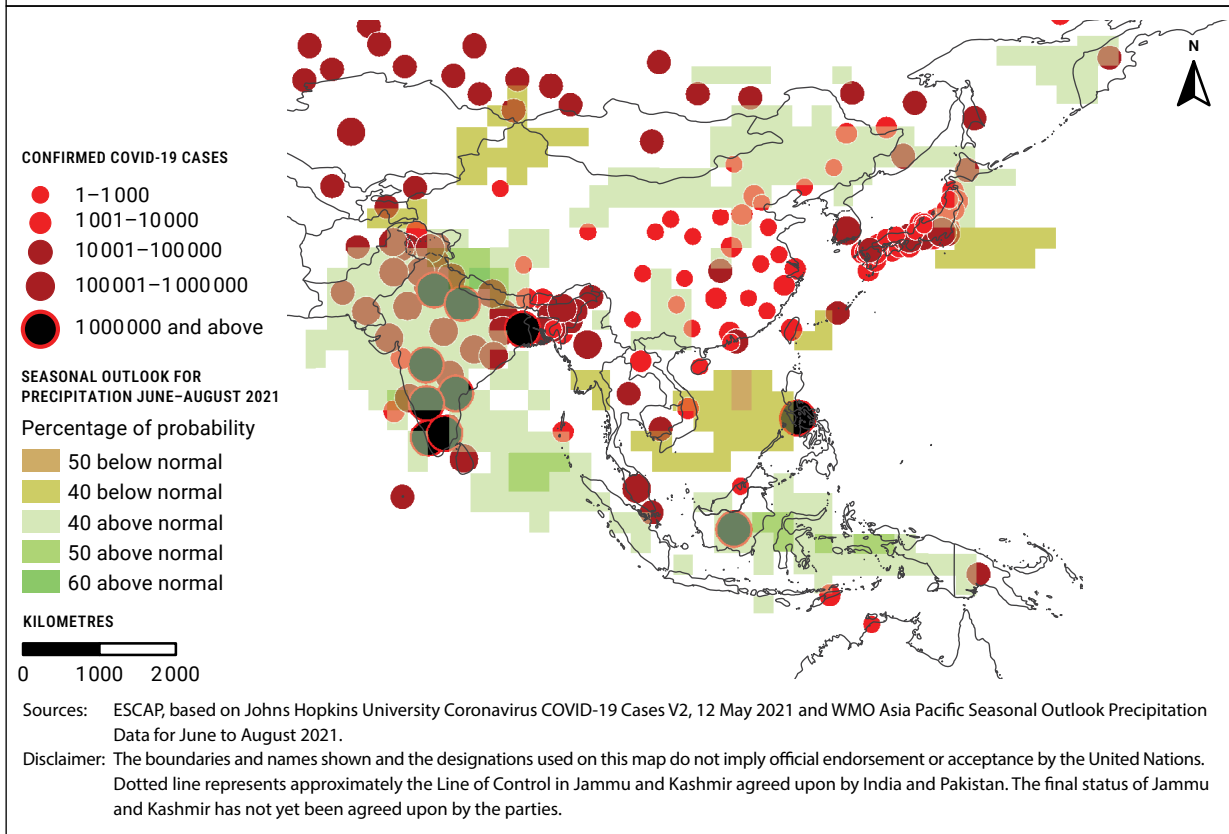 N
CONFIRMED COVID-19 CASES
1–1 000
1 001–10 000
10 001–100 000
100 001–1 000 000
1 000 000 and above
SEASONAL OUTLOOK FOR
PRECIPITATION JUNE–AUGUST 2021
Percentage of probability
50 below normal
40 below normal
40 above normal
50 above normal
60 above normal
KILOMETRES
0 1 000 2 000
Sources: ESCAP, based on Johns Hopkins University Coronavirus COVID-19 Cases V2, 12 May 2021 and WMO Asia Pacific Seasonal Outlook Precipitation
Data for June to August 2021.
Disclaimer: The boundaries and names shown and the designations used on this map do not imply official endorsement or acceptance by the United Nations.
Dotted line represents approximately the Line of Control in Jammu and Kashmir agreed upon by India and Pakistan. The final status of Jammu
and Kashmir has not yet been agreed upon by the parties.